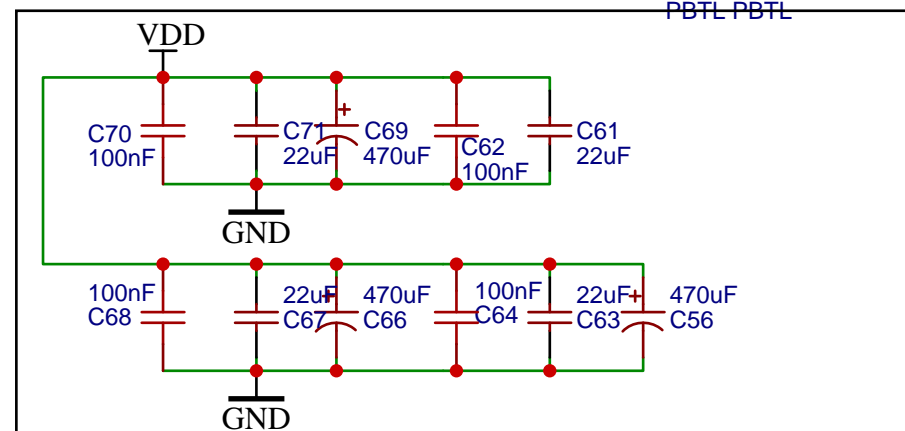 PBTL PBTL
VDD
C70
100nF
C71
22uF
C69
470uF
C62
100nF
C61
22uF
GND
100nF
C68
22uF
C67
470uF
C66
100nF
C64
22uF
C63
470uF
C56
GND